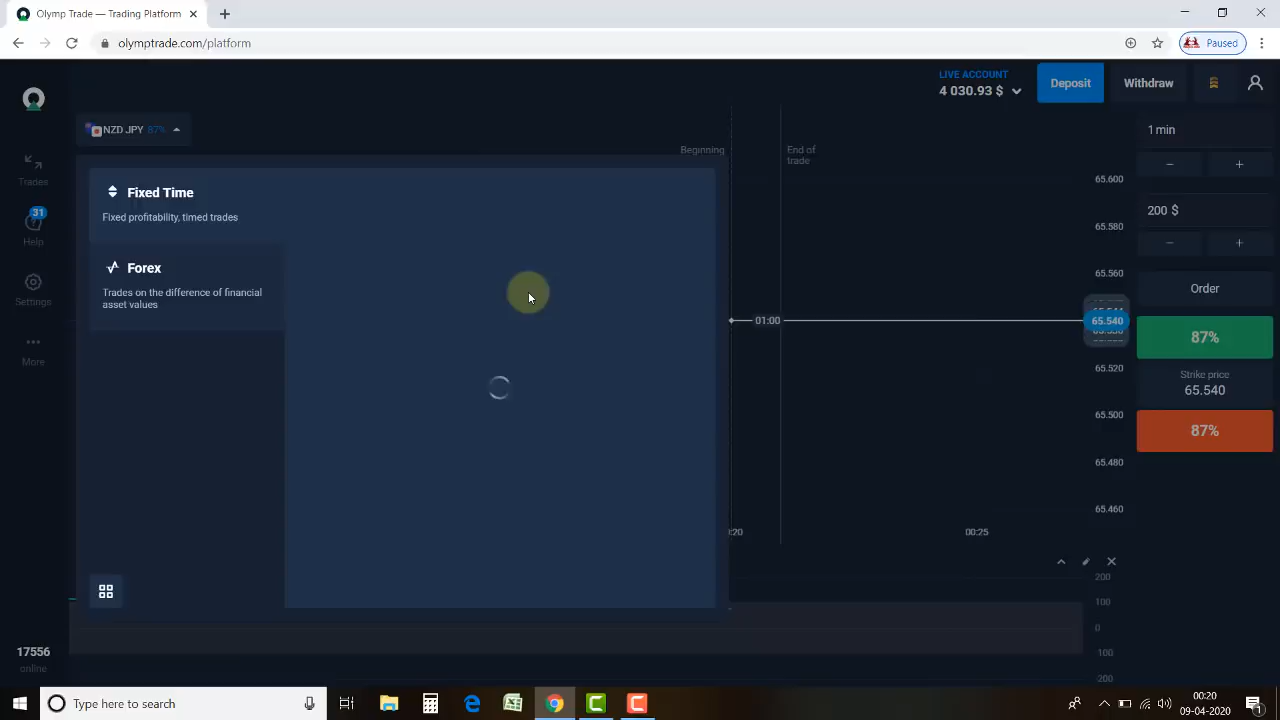 Olymp Trade — Trading Platform
olymptrade.com/platform
Paused
LIVE ACCOUNT
4 030.93 $
Deposit
Withdraw
NZD JPY 87%
Beginning
End of
trade
1 min
Trades
Fixed Time
Fixed profitability, timed trades
65.600
31
Help
200 $
65.580
Forex
Trades on the difference of financial
asset values
65.560
Settings
Order
01:00
65.540
87%
More
65.520
Strike price
65.540
65.500
87%
65.480
65.460
:20
00:25
200
100
0
100
-200
17556
online
Type here to search
00:20
09-04-2020
1